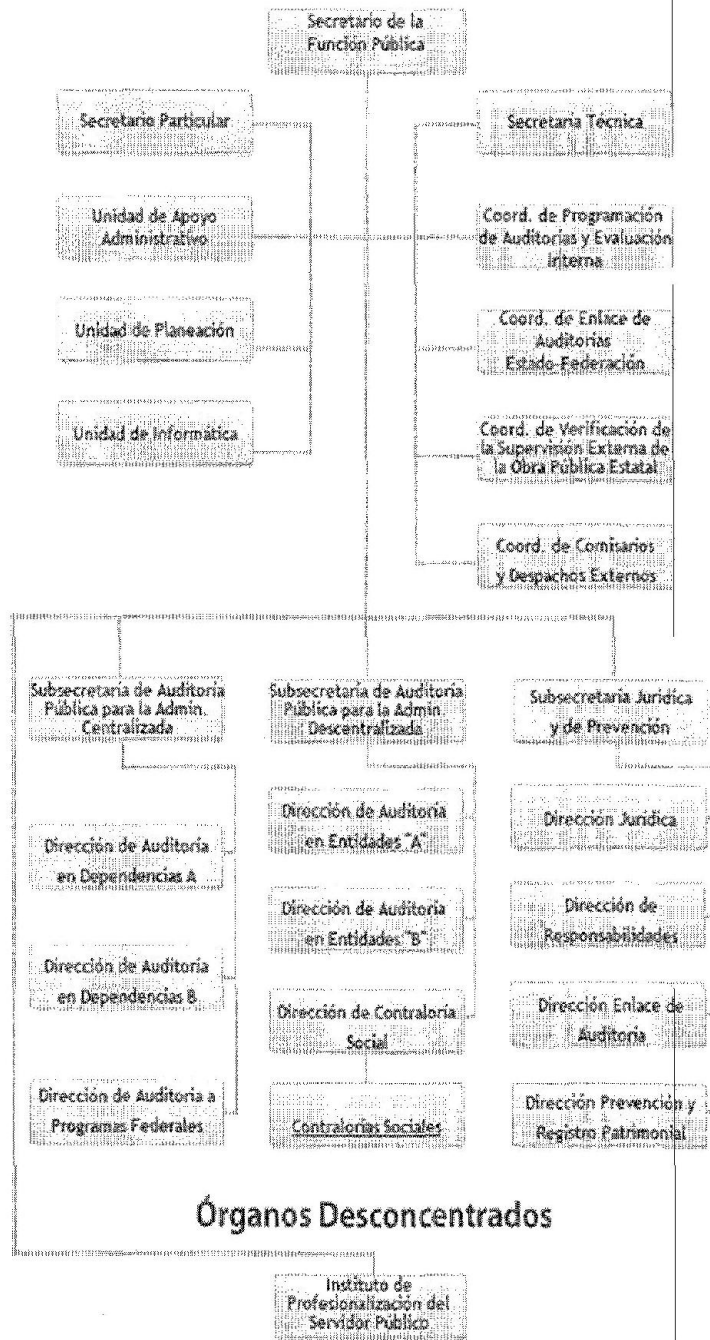 Secretario de la
Función Pública
Secretario Particular
Secretaría Técnica
Unidad de Apoyo
Administrativo
Coord. de Programación
de Auditorías y Evaluación
Interna
Unidad de Planeación
Coord. de Enlace de
Auditorías
Estado-Federación
Unidad de Informática
Coord. de Verificación de
la Supervisión Externa de
la Obra Pública Estatal
Coord. de Comisarios
y Despachos Externos
Subsecretaría de Auditoría
Pública para la Admin.
Centralizada
Subsecretaría de Auditoría
Pública para la Admin.
Descentralizada
Subsecretaría Jurídica
y de Prevención
Dirección de Auditoría
en Dependencias A
Dirección de Auditoría
en Entidades "A"
Dirección Jurídica
Dirección de Auditoría
en Dependencias B
Dirección de Auditoría
en Entidades "B"
Dirección de
Responsabilidades
Dirección de Contraloría
Social
Dirección Enlace de
Auditoría
Dirección de Auditoria a
Programas Federales
Contralorías Sociales
Dirección Prevención y
Registro Patrimonial
Órganos Desconcentrados
Instituto de
Profesionalización del
Servidor Público